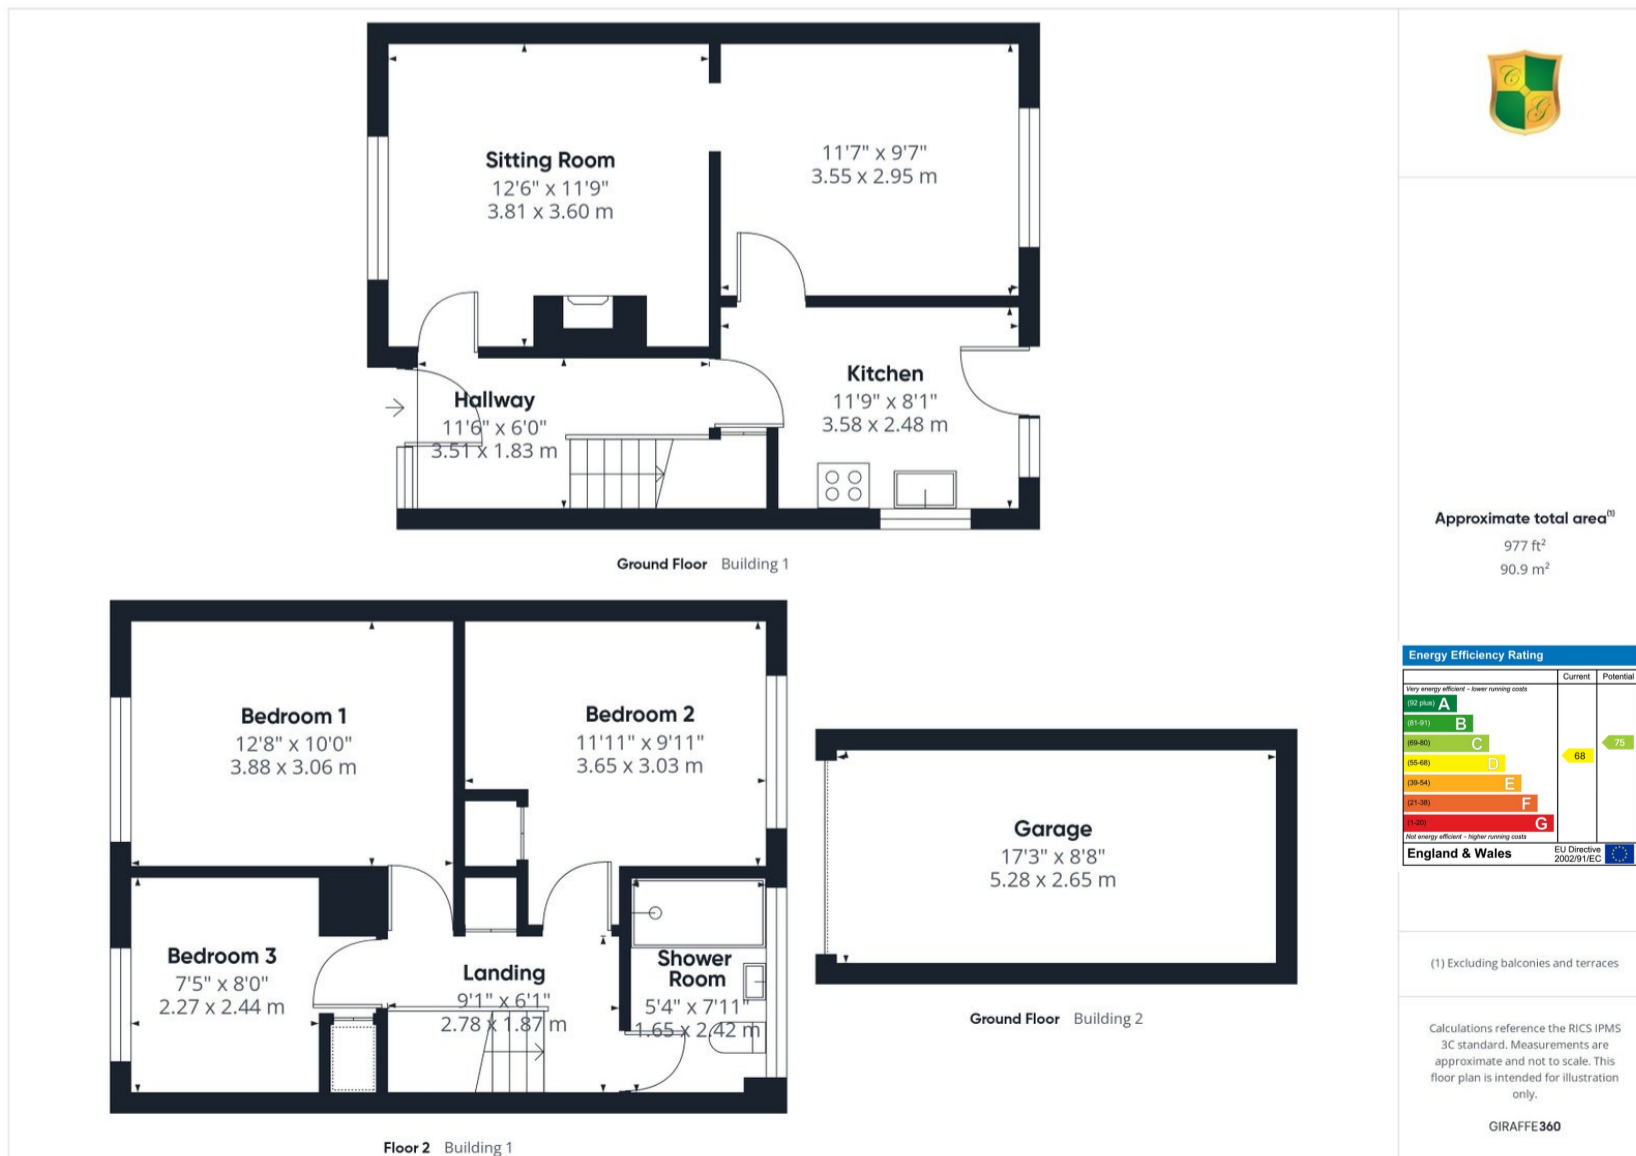 Sitting Room
12'6" x 11'9"
3.81 x 3.60 m
11'7" x 9'7"
3.55 x 2.95 m
Hallway
11'6" x 6'0"
3.51 x 1.83 m
Kitchen
11'9" x 8'1"
3.58 x 2.48 m
Ground Floor Building 1
Bedroom 1
12'8" x 10'0"
3.88 x 3.06 m
Bedroom 2
11'11" x 9'11"
3.65 x 3.03 m
Bedroom 3
7'5" x 8'0"
2.27 x 2.44 m
Landing
9'1" x 6'1"
2.78 x 1.87 m
Shower
Room
5'4" x 7'11"
1.65 x 2.42 m
Floor 2 Building 1
Garage
17'3" x 8'8"
5.28 x 2.65 m
Ground Floor Building 2
C G
Approximate total area(1)
977 ft²
90.9 m²
Energy Efficiency Rating
Current Potential
Very energy efficient - lower running costs
(92 plus) A
(81-91) B
(69-80) C
(55-68) D
(39-54) E
(21-38) F
(1-20) G
68
75
Not energy efficient - higher running costs
England & Wales
EU Directive
2002/91/EC
(1) Excluding balconies and terraces
Calculations reference the RICS IPMS
3C standard. Measurements are
approximate and not to scale. This
floor plan is intended for illustration
only.
GIRAFFE360